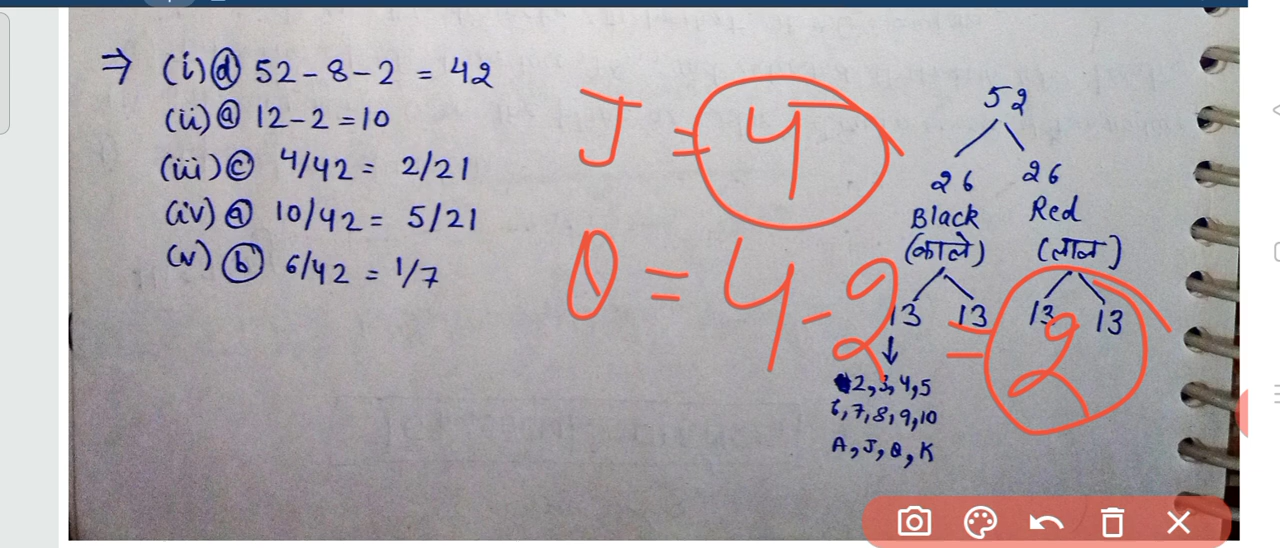 ⇒ (i) ⓓ 52 - 8 - 2 = 42
(ii) ⓐ 12 - 2 = 10
(iii) ⓒ 4/42 = 2/21
(iv) ⓐ 10/42 = 5/21
(v) ⓑ 6/42 = 1/7
J = 4
Q = 4 - 2 = 2
52
26 26
Black Red
(काले) (लाल)
13 13 13 13
↓
2, 3, 4, 5
6, 7, 8, 9, 10
A, J, Q, K